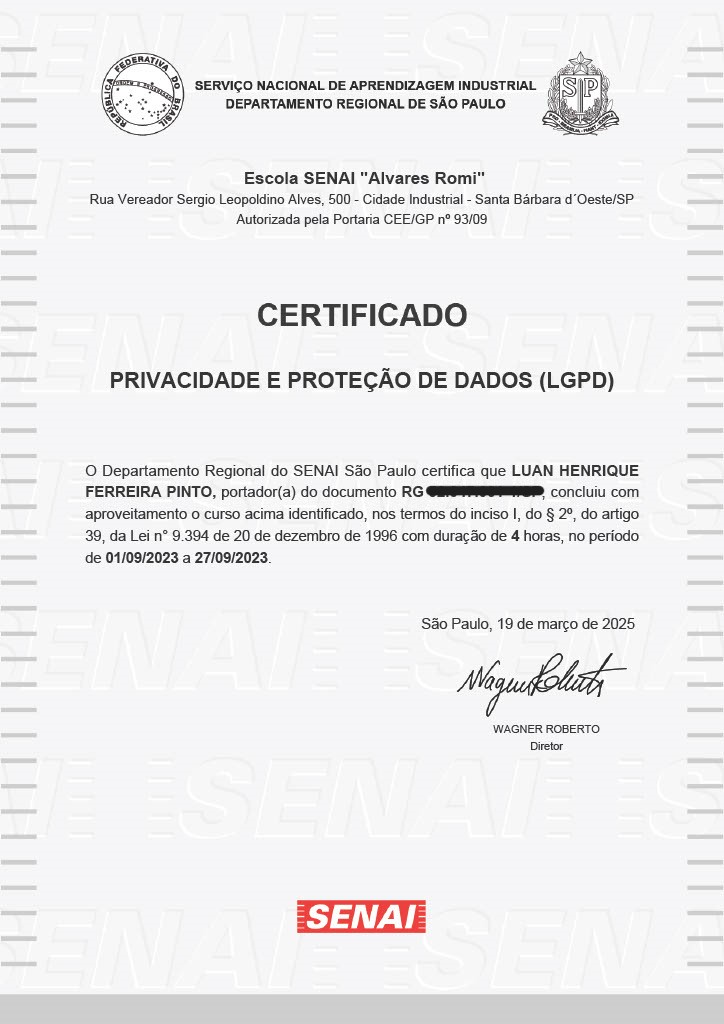 REPÚBLICA FEDERATIVA DO BRASIL
SERVIÇO NACIONAL DE APRENDIZAGEM INDUSTRIAL
DEPARTAMENTO REGIONAL DE SÃO PAULO
SP
Escola SENAI "Alvares Romi"
Rua Vereador Sergio Leopoldino Alves, 500 - Cidade Industrial - Santa Bárbara d´Oeste/SP
Autorizada pela Portaria CEE/GP nº 93/09
CERTIFICADO
PRIVACIDADE E PROTEÇÃO DE DADOS (LGPD)
O Departamento Regional do SENAI São Paulo certifica que LUAN HENRIQUE
FERREIRA PINTO, portador(a) do documento RG , concluiu com
aproveitamento o curso acima identificado, nos termos do inciso I, do § 2º, do artigo
39, da Lei n° 9.394 de 20 de dezembro de 1996 com duração de 4 horas, no período
de 01/09/2023 a 27/09/2023.
São Paulo, 19 de março de 2025
Wagner Roberto
WAGNER ROBERTO
Diretor
SENAI